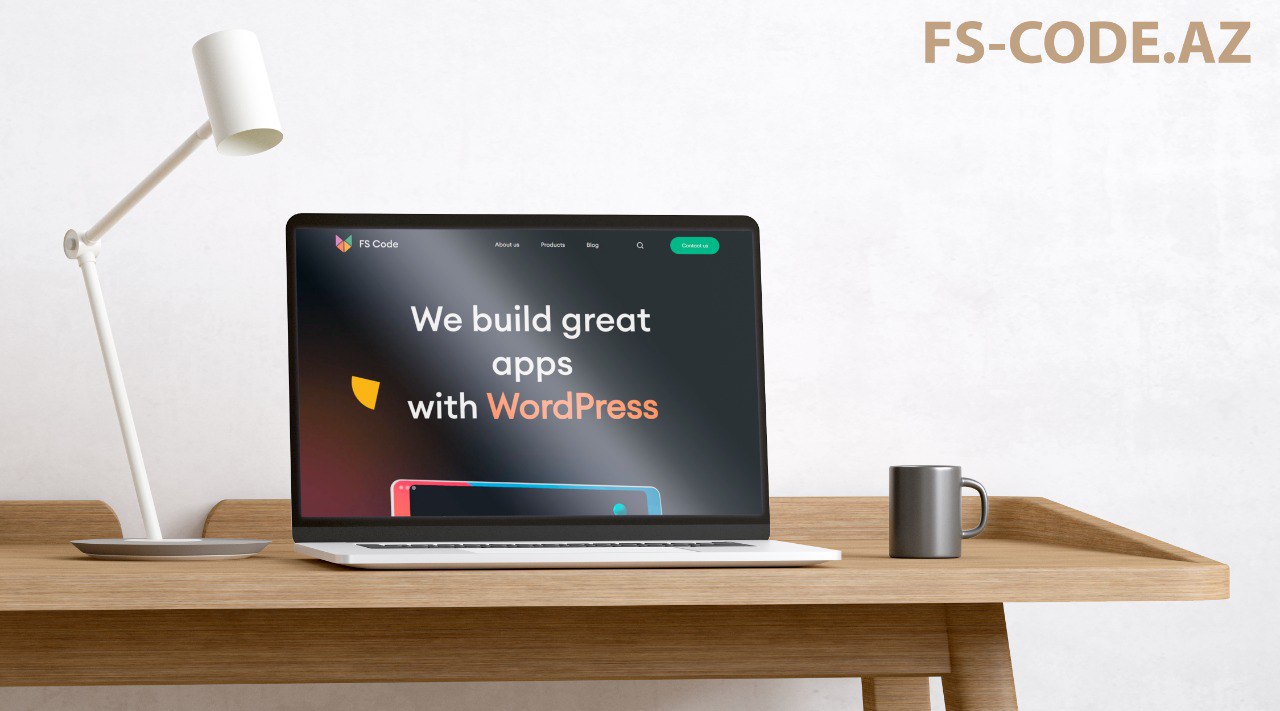 FS-CODE.AZ
FS Code
About us
Products
Blog
Contact us
We build great
apps
with WordPress